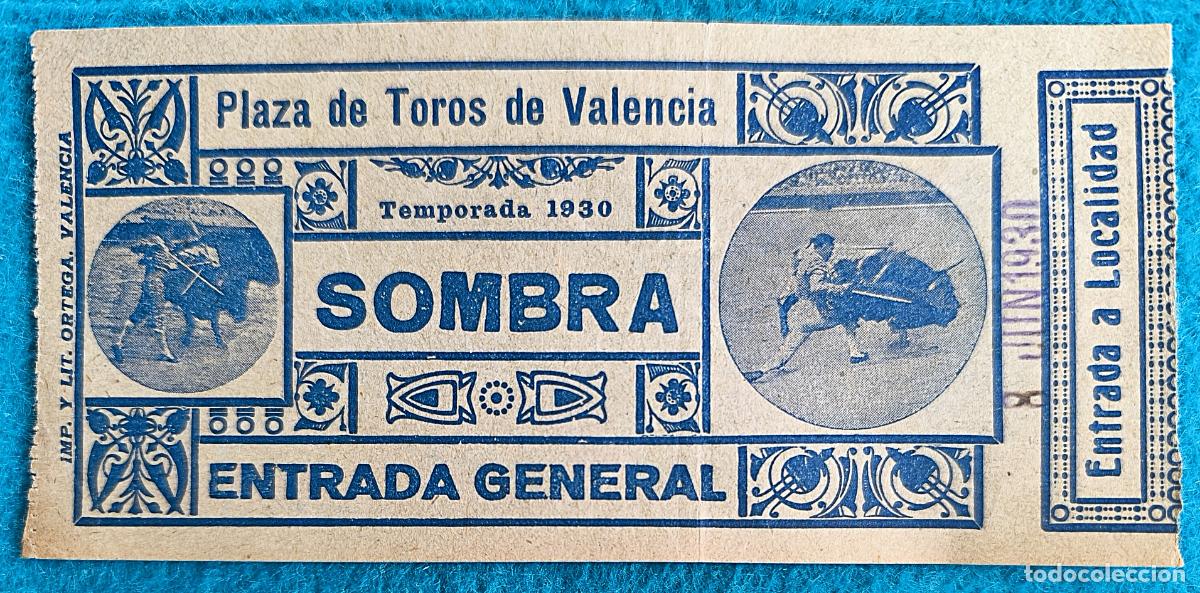 Plaza de Toros de Valencia
Temporada 1930
SOMBRA
ENTRADA GENERAL
IMP. Y LIT. ORTEGA. VALENCIA
8 JUN 1930
Entrada a Localidad
todocoleccion